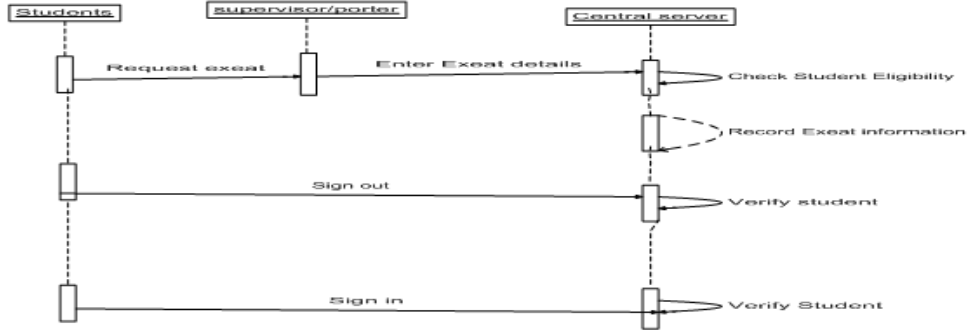 Students
supervisor/porter
Central server
Request exeat
Enter Exeat details
Check Student Eligibility
Record Exeat information
Sign out
Verify student
Sign in
Verify Student